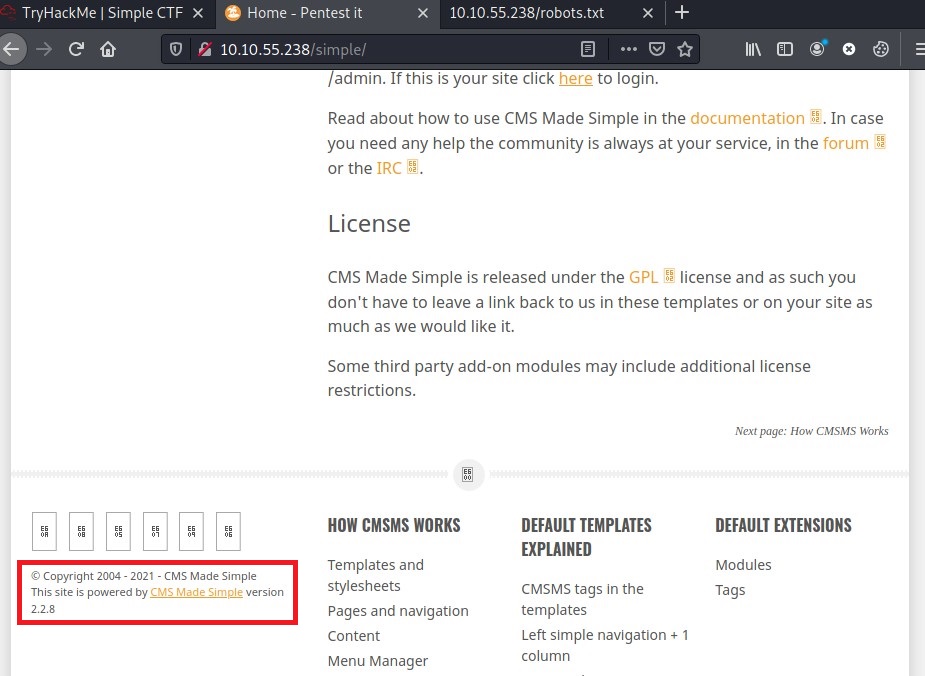 TryHackMe | Simple CTF
Home - Pentest it
10.10.55.238/robots.txt
10.10.55.238/simple/
/admin. If this is your site click here to login.
Read about how to use CMS Made Simple in the documentation. In case
you need any help the community is always at your service, in the forum
or the IRC.
License
CMS Made Simple is released under the GPL license and as such you
don't have to leave a link back to us in these templates or on your site as
much as we would like it.
Some third party add-on modules may include additional license
restrictions.
Next page: How CMSMS Works
© Copyright 2004 - 2021 - CMS Made Simple
This site is powered by CMS Made Simple version
2.2.8
HOW CMSMS WORKS
Templates and
stylesheets
Pages and navigation
Content
Menu Manager
DEFAULT TEMPLATES
EXPLAINED
CMSMS tags in the
templates
Left simple navigation + 1
column
DEFAULT EXTENSIONS
Modules
Tags